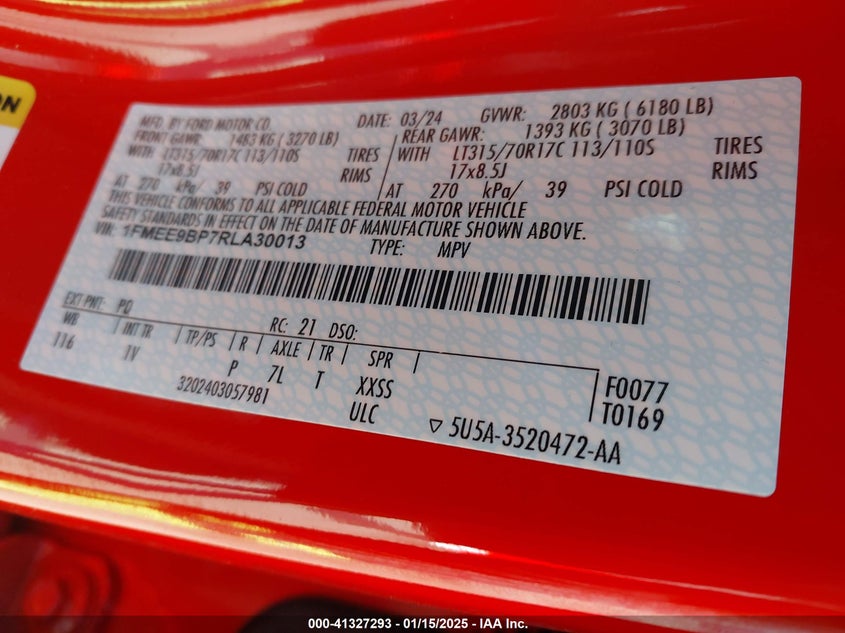 ON
MFD. BY FORD MOTOR CO. DATE: 03/24 GVWR: 2803 KG ( 6180 LB)
FRONT GAWR: 1483 KG ( 3270 LB) REAR GAWR: 1393 KG ( 3070 LB)
WITH LT315/70R17C 113/110S TIRES WITH LT315/70R17C 113/110S TIRES
17x8.5J RIMS 17x8.5J RIMS
AT 270 kPa/ 39 PSI COLD AT 270 kPa/ 39 PSI COLD
THIS VEHICLE CONFORMS TO ALL APPLICABLE FEDERAL MOTOR VEHICLE
SAFETY STANDARDS IN EFFECT ON THE DATE OF MANUFACTURE SHOWN ABOVE.
VIN: 1FMEE9BP7RLA30013 TYPE: MPV
EXT PNT: PQ RC: 21 DSO:
WB INT TR TP/PS R AXLE TR SPR
116 1V P 7L T XXSS
3202403057981 ULC
F0077
T0169
▽ 5U5A-3520472-AA
000-41327293 - 01/15/2025 - IAA Inc.